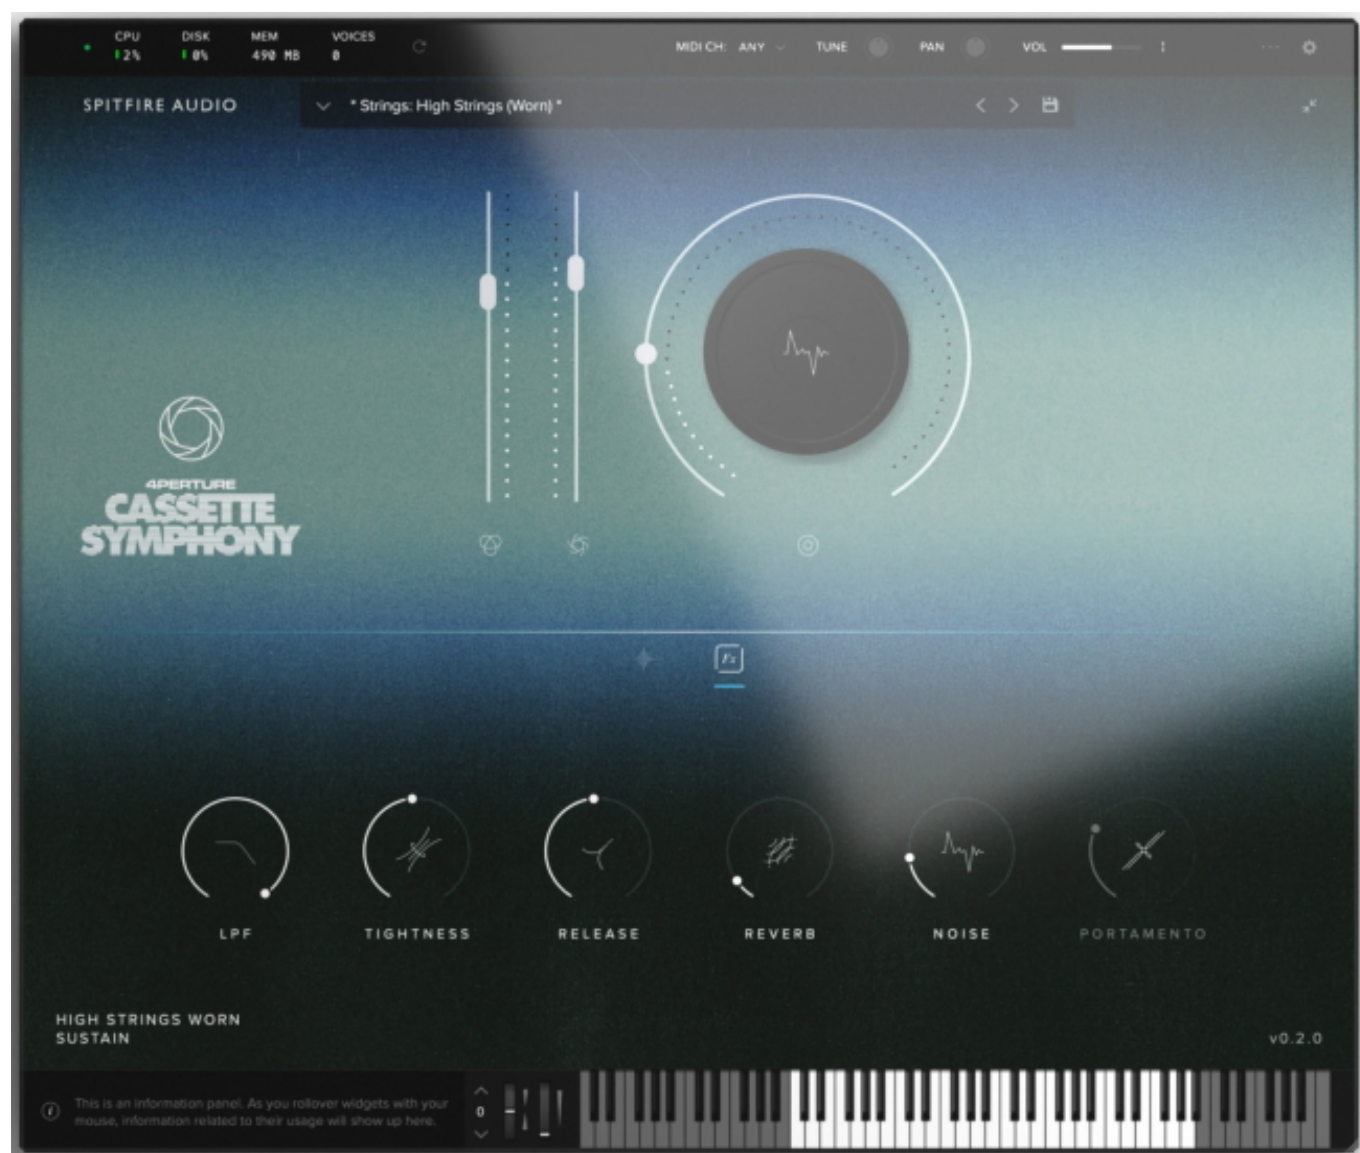 CPU DISK MEM VOICES
2% 0% 490 MB 0
MIDI CH: ANY TUNE PAN VOL
SPITFIRE AUDIO
* Strings: High Strings (Worn) *
4PERTURE
CASSETTE
SYMPHONY
Fx
LPF TIGHTNESS RELEASE REVERB NOISE PORTAMENTO
HIGH STRINGS WORN
SUSTAIN
v0.2.0
This is an information panel. As you rollover widgets with your
mouse, information related to their usage will show up here.
0